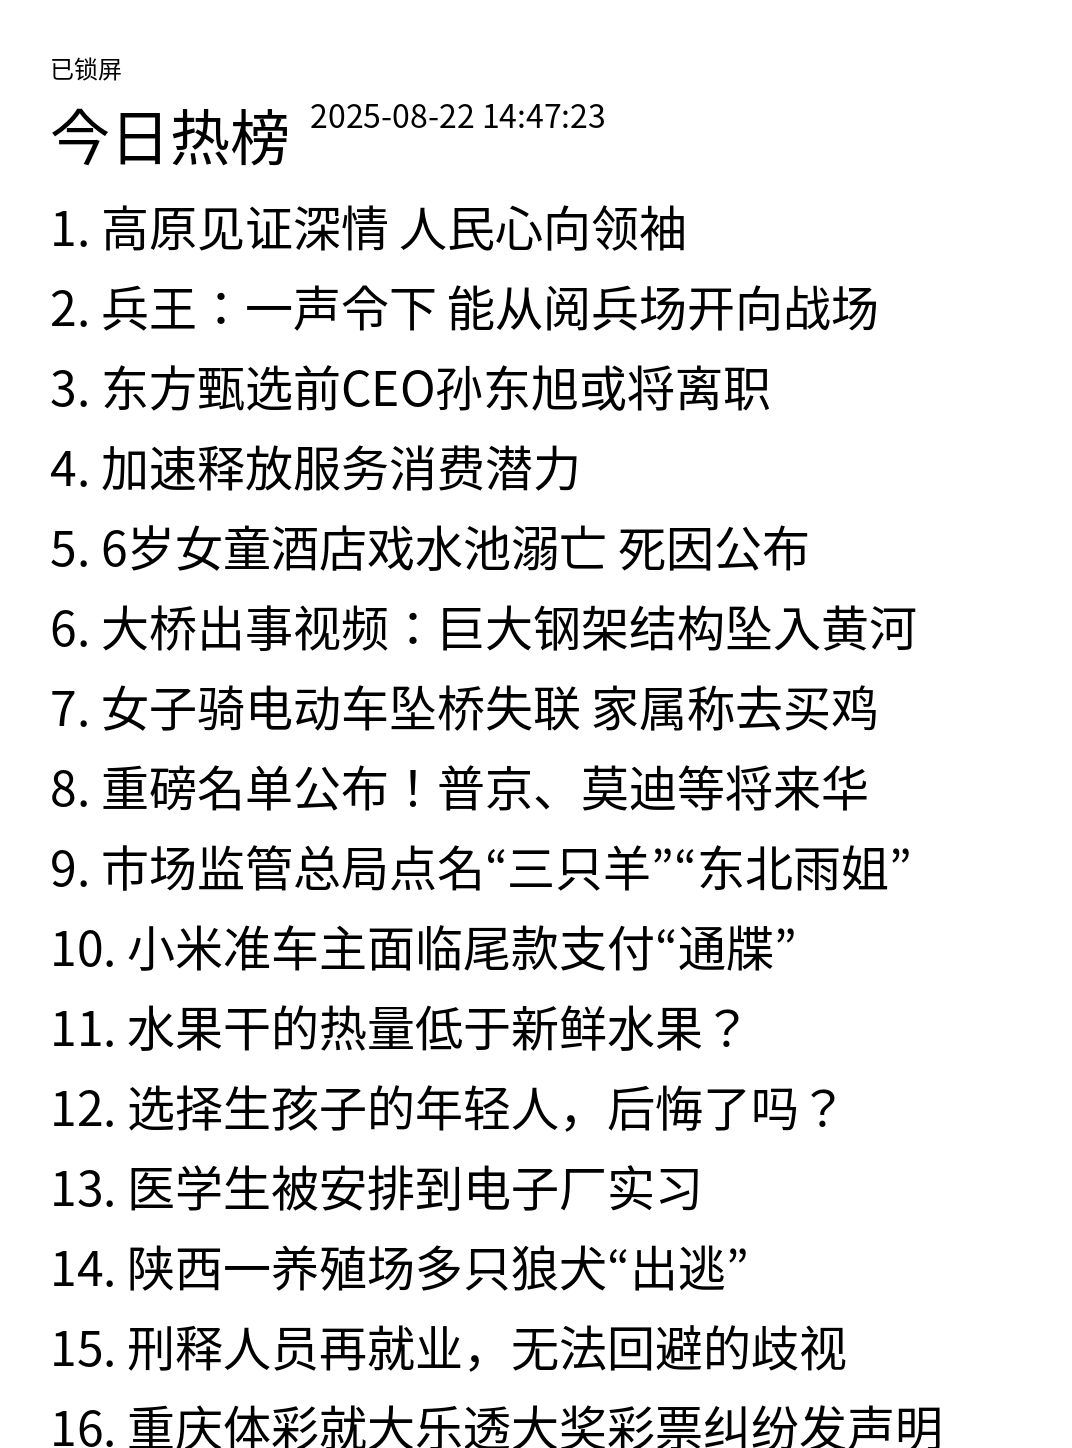 已锁屏
今日热榜 2025-08-22 14:47:23
1. 高原见证深情 人民心向领袖
2. 兵王：一声令下 能从阅兵场开向战场
3. 东方甄选前CEO孙东旭或将离职
4. 加速释放服务消费潜力
5. 6岁女童酒店戏水池溺亡 死因公布
6. 大桥出事视频：巨大钢架结构坠入黄河
7. 女子骑电动车坠桥失联 家属称去买鸡
8. 重磅名单公布！普京、莫迪等将来华
9. 市场监管总局点名“三只羊”“东北雨姐”
10. 小米准车主面临尾款支付“通牒”
11. 水果干的热量低于新鲜水果？
12. 选择生孩子的年轻人，后悔了吗？
13. 医学生被安排到电子厂实习
14. 陕西一养殖场多只狼犬“出逃”
15. 刑释人员再就业，无法回避的歧视
16. 重庆体彩就大乐透大奖彩票纠纷发声明